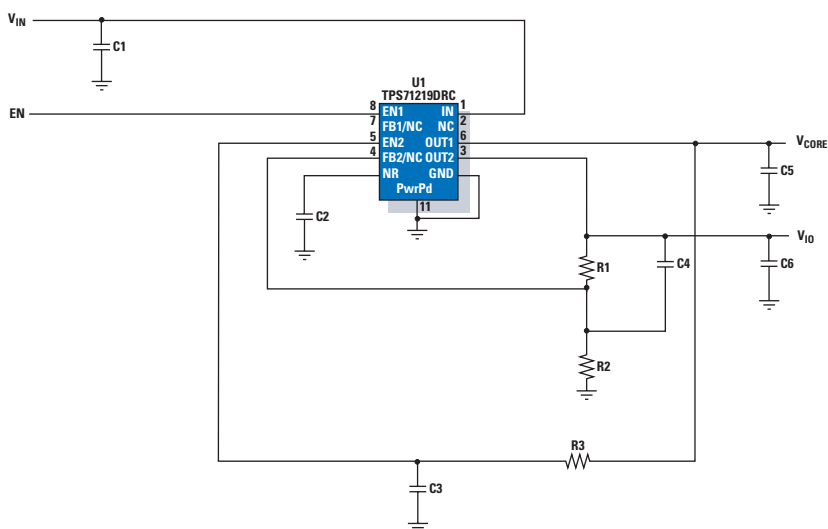 VIN
C1
U1
TPS71219DRC
EN
8 EN1 IN 1
7 FB1/NC NC 2
5 EN2 OUT1 6
4 FB2/NC OUT2 3
NR GND
PwrPd
11
VCORE
C5
C2
VIO
R1
C4
C6
R2
R3
C3